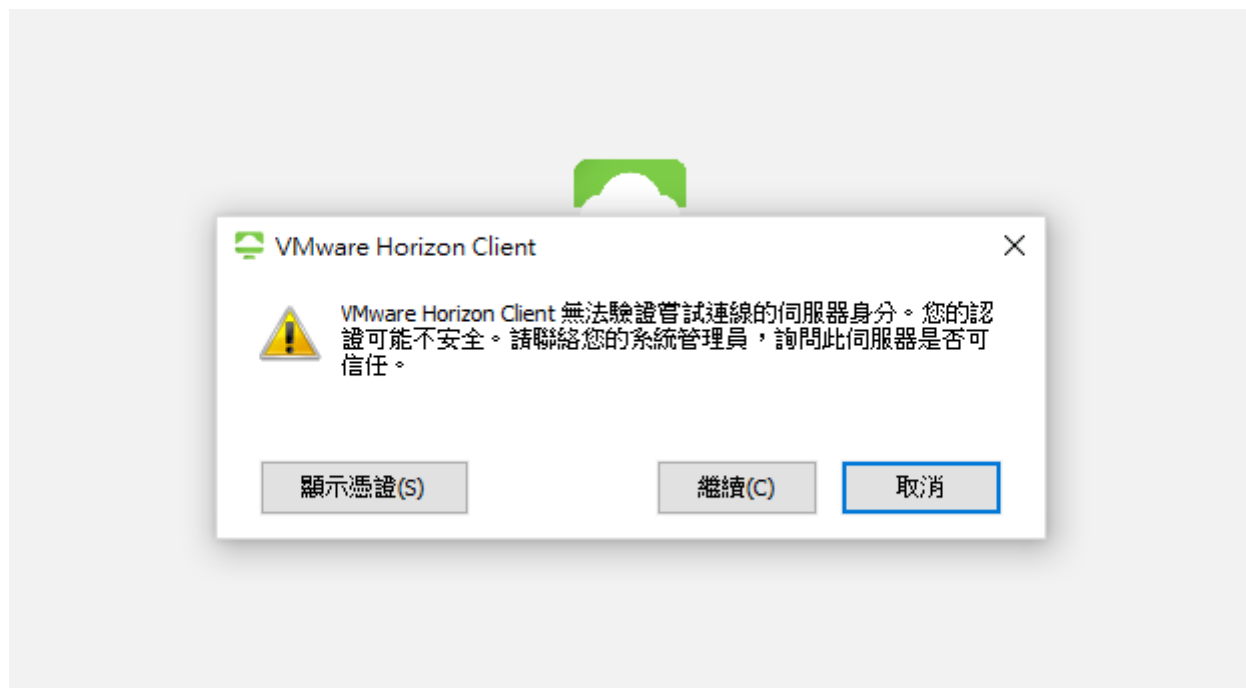 VMware Horizon Client
VMware Horizon Client 無法驗證嘗試連線的伺服器身分。您的認
證可能不安全。請聯絡您的系統管理員，詢問此伺服器是否可
信任。
顯示憑證(S)
繼續(C)
取消